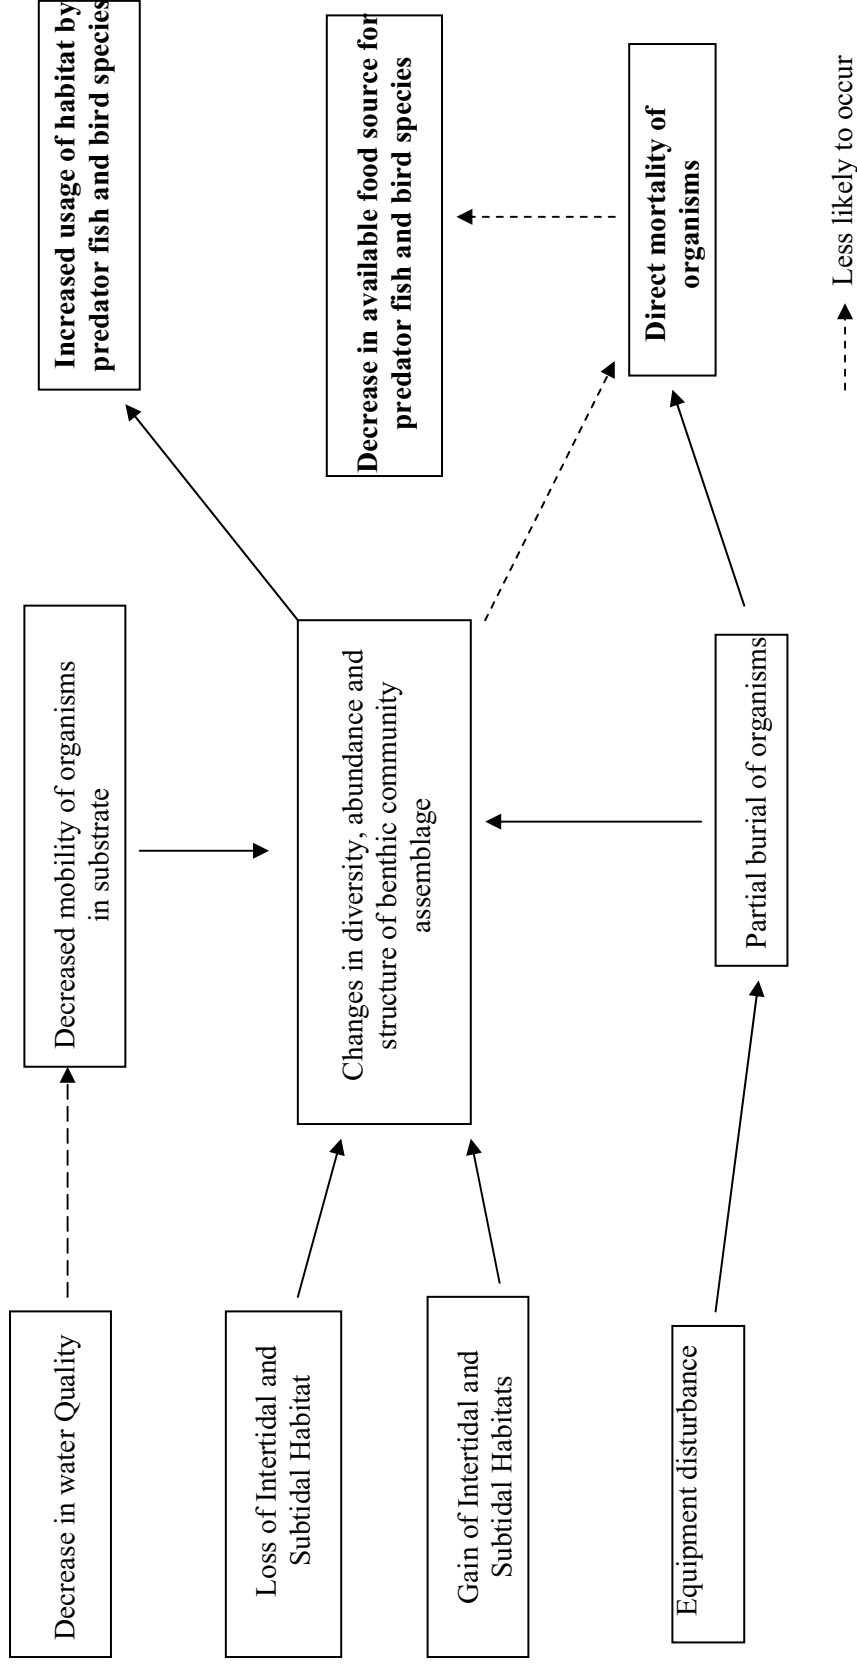 Decrease in water Quality
Loss of Intertidal and
Subtidal Habitat
Gain of Intertidal and
Subtidal Habitats
Equipment disturbance
Decreased mobility of organisms
in substrate
Changes in diversity, abundance and
structure of benthic community
assemblage
Partial burial of organisms
Increased usage of habitat by
predator fish and bird species
Decrease in available food source for
predator fish and bird species
Direct mortality of
organisms
Less likely to occur